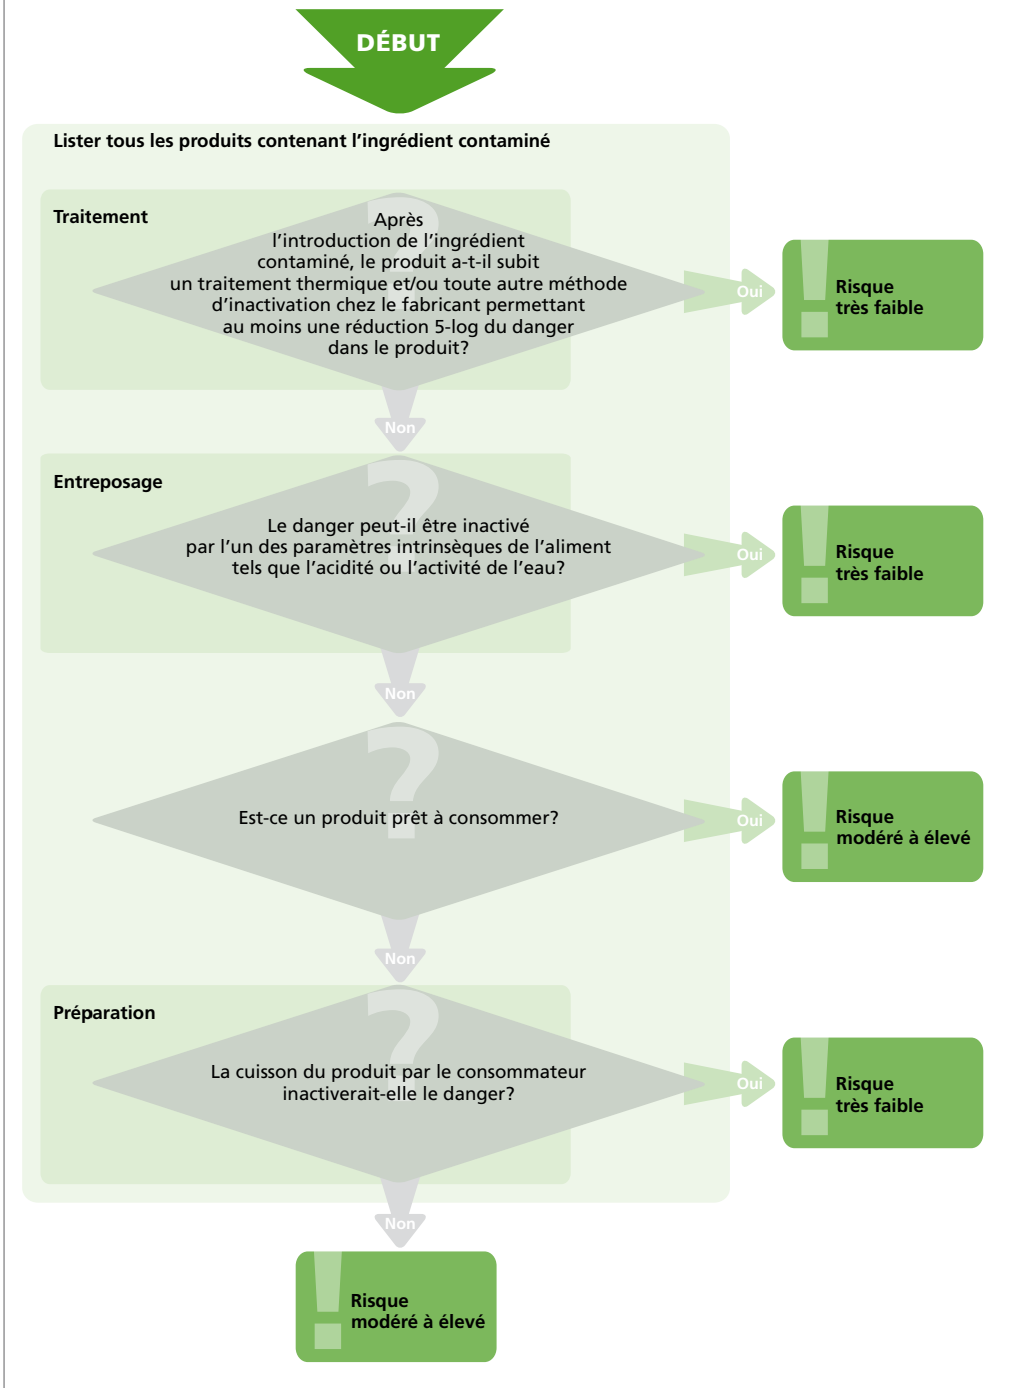 DÉBUT
Lister tous les produits contenant l'ingrédient contaminé
Traitement
Après
l'introduction de l'ingrédient
contaminé, le produit a-t-il subit
un traitement thermique et/ou toute autre méthode
d'inactivation chez le fabricant permettant
au moins une réduction 5-log du danger
dans le produit?
Oui
Risque
très faible
Non
Entreposage
Le danger peut-il être inactivé
par l'un des paramètres intrinsèques de l'aliment
tels que l'acidité ou l'activité de l'eau?
Oui
Risque
très faible
Non
Est-ce un produit prêt à consommer?
Oui
Risque
modéré à élevé
Non
Préparation
La cuisson du produit par le consommateur
inactiverait-elle le danger?
Oui
Risque
très faible
Non
Risque
modéré à élevé